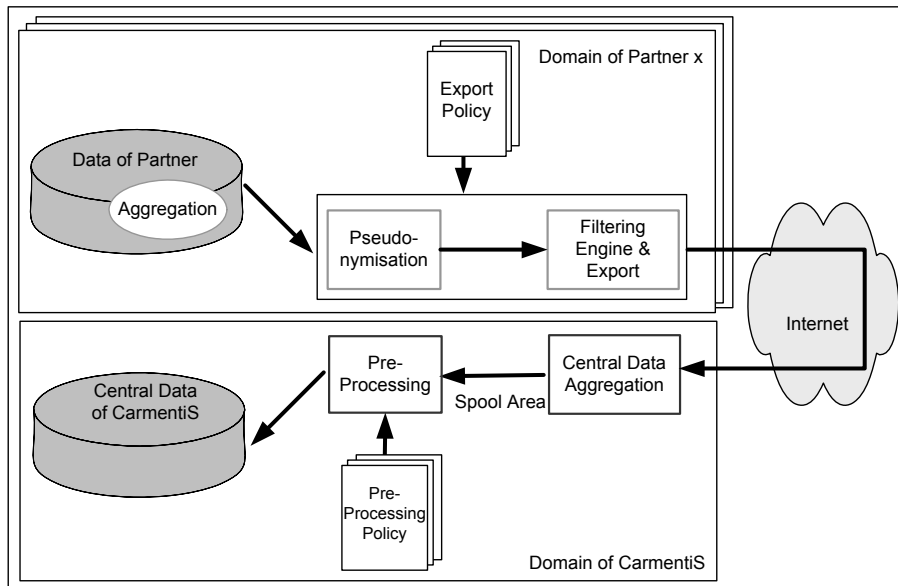 Domain of Partner x
Export
Policy
Data of Partner
Aggregation
Pseudo-
nymisation
Filtering
Engine &
Export
Internet
Pre-
Processing
Central Data
Aggregation
Spool Area
Central Data
of CarmentiS
Pre-
Processing
Policy
Domain of CarmentiS